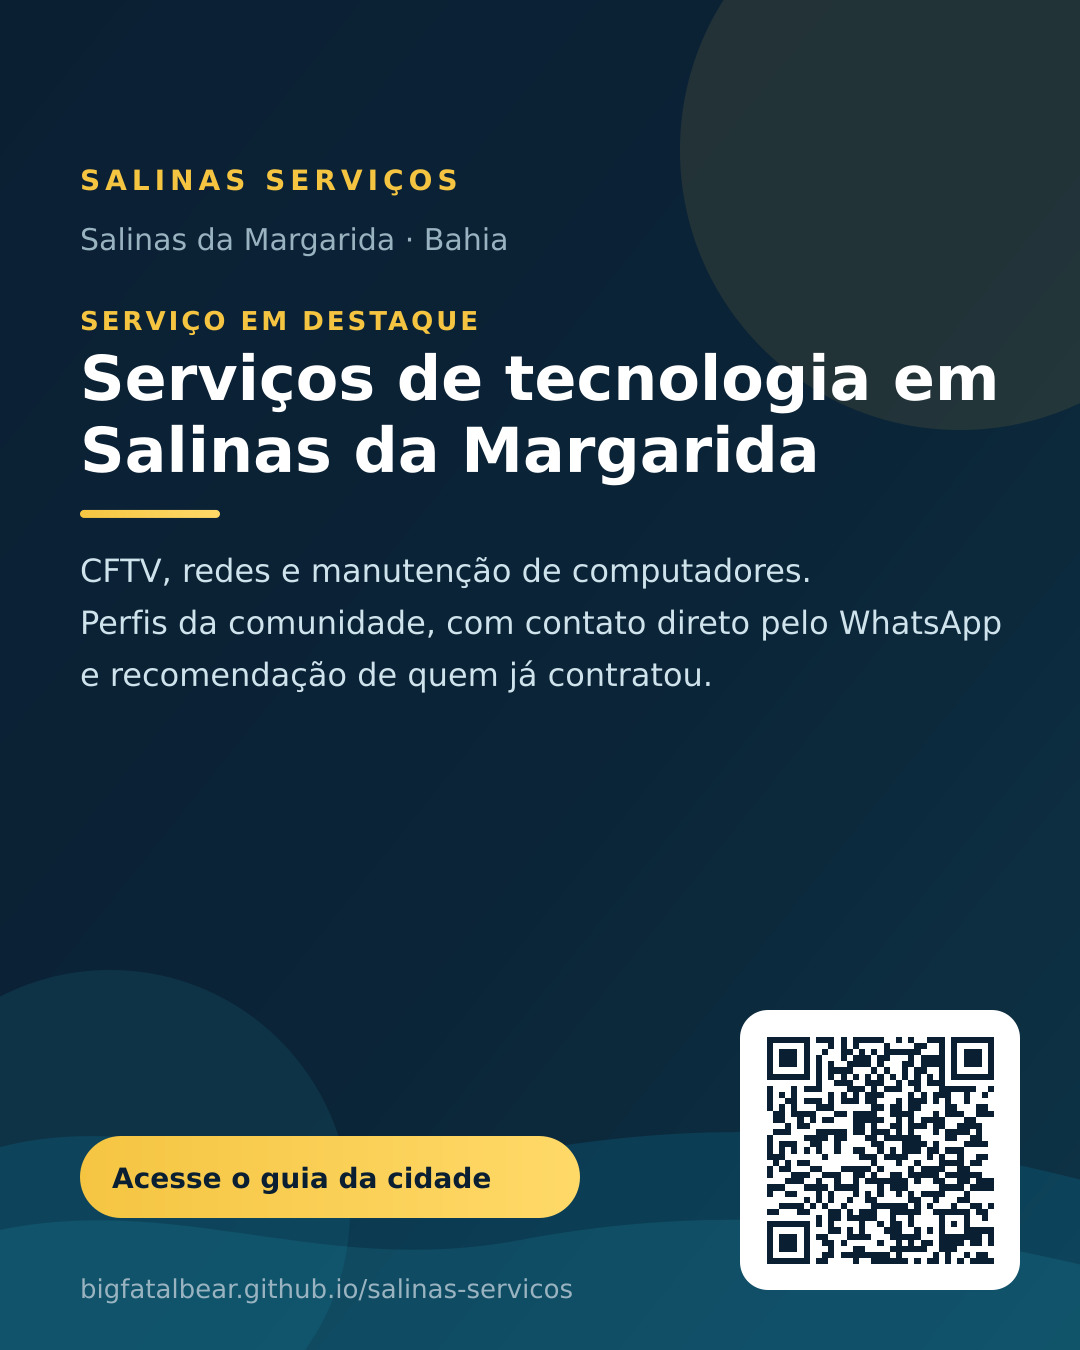 SALINAS SERVIÇOS
Salinas da Margarida · Bahia
SERVIÇO EM DESTAQUE
Serviços de tecnologia em
Salinas da Margarida
CFTV, redes e manutenção de computadores.
Perfis da comunidade, com contato direto pelo WhatsApp
e recomendação de quem já contratou.
Acesse o guia da cidade
bigfatalbear.github.io/salinas-servicos